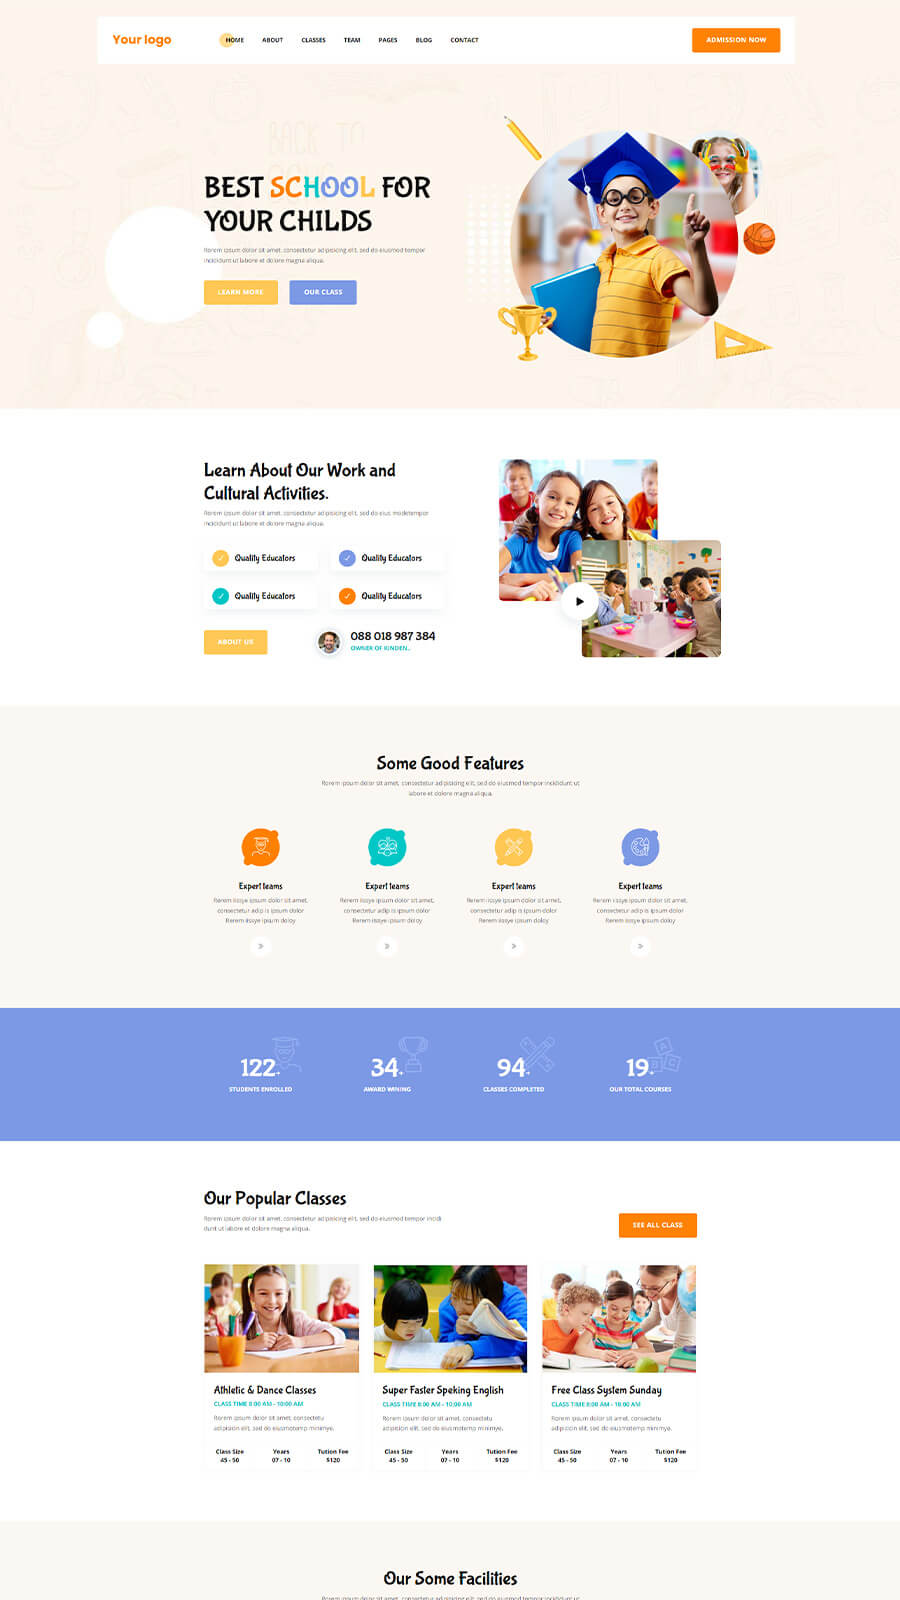 Your logo
HOME ABOUT CLASSES TEAM PAGES BLOG CONTACT
ADMISSION NOW
BACK TO
BEST SCHOOL FOR
YOUR CHILDS
Rorem ipsum dolor sit amet, consectetur adipisicing elit, sed do eiusmod tempor
incididunt ut labore et dolore magna aliqua.
LEARN MORE
OUR CLASS
Learn About Our Work and
Cultural Activities.
Rorem ipsum dolor sit amet, consectetur adipisicing elit, sed do eius modetempor
incididunt ut labore et dolore magna aliqua.
Quality Educators
Quality Educators
Quality Educators
Quality Educators
ABOUT US
088 018 987 384
OWNER OF KINDEN.
Some Good Features
Rorem ipsum dolor sit amet, consectetur adipisicing elit, sed do eiusmod tempor incididunt ut
labore et dolore magna aliqua.
Expert teams
Rerem issye ipsum dolor sit amet,
consectetur adip is ipsum dolor
Rerem issye ipsum doloy
Expert teams
Rerem issye ipsum dolor sit amet,
consectetur adip is ipsum dolor
Rerem issye ipsum doloy
Expert teams
Rerem issye ipsum dolor sit amet,
consectetur adip is ipsum dolor
Rerem issye ipsum doloy
Expert teams
Rerem issye ipsum dolor sit amet,
consectetur adip is ipsum dolor
Rerem issye ipsum doloy
122+
STUDENTS ENROLLED
34+
AWARD WINING
94+
CLASSES COMPLETED
19+
OUR TOTAL COURSES
Our Popular Classes
Rorem ipsum dolor sit amet, consectetur adipisicing elit, sed do eiusmod tempor incidi
dunt ut labore et dolore magna aliqua.
SEE ALL CLASS
Athletic & Dance Classes
CLASS TIME 8:00 AM - 10:00 AM
Rorem ipsum dolor sit amet, consectetu
adipisicin elit, sed do eiusmotemp minimye.
Class Size Years Tution Fee
45 - 50 07 - 10 $120
Super Faster Speking English
CLASS TIME 8:00 AM - 10:00 AM
Rorem ipsum dolor sit amet, consectetu
adipisicin elit, sed do eiusmotemp minimye.
Class Size Years Tution Fee
45 - 50 07 - 10 $120
Free Class System Sunday
CLASS TIME 8:00 AM - 10:00 AM
Rorem ipsum dolor sit amet, consectetu
adipisicin elit, sed do eiusmotemp minimye.
Class Size Years Tution Fee
45 - 50 07 - 10 $120
Our Some Facilities